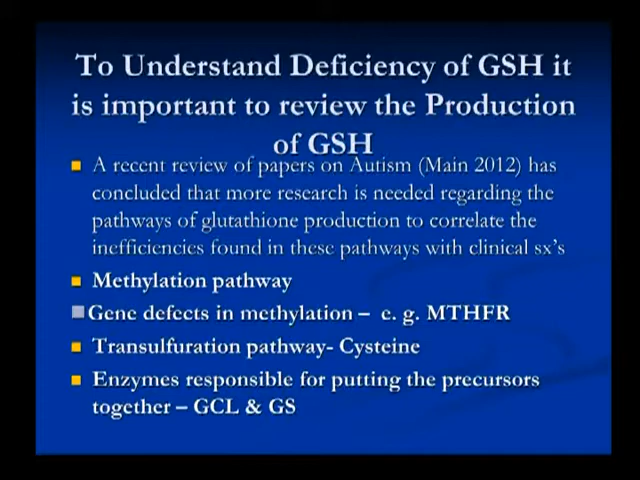 To Understand Deficiency of GSH it
is important to review the Production
of GSH
A recent review of papers on Autism (Main 2012) has
concluded that more research is needed regarding the
pathways of glutathione production to correlate the
inefficiencies found in these pathways with clinical sx's
Methylation pathway
Gene defects in methylation – e. g. MTHFR
Transulfuration pathway- Cysteine
Enzymes responsible for putting the precursors
together – GCL & GS